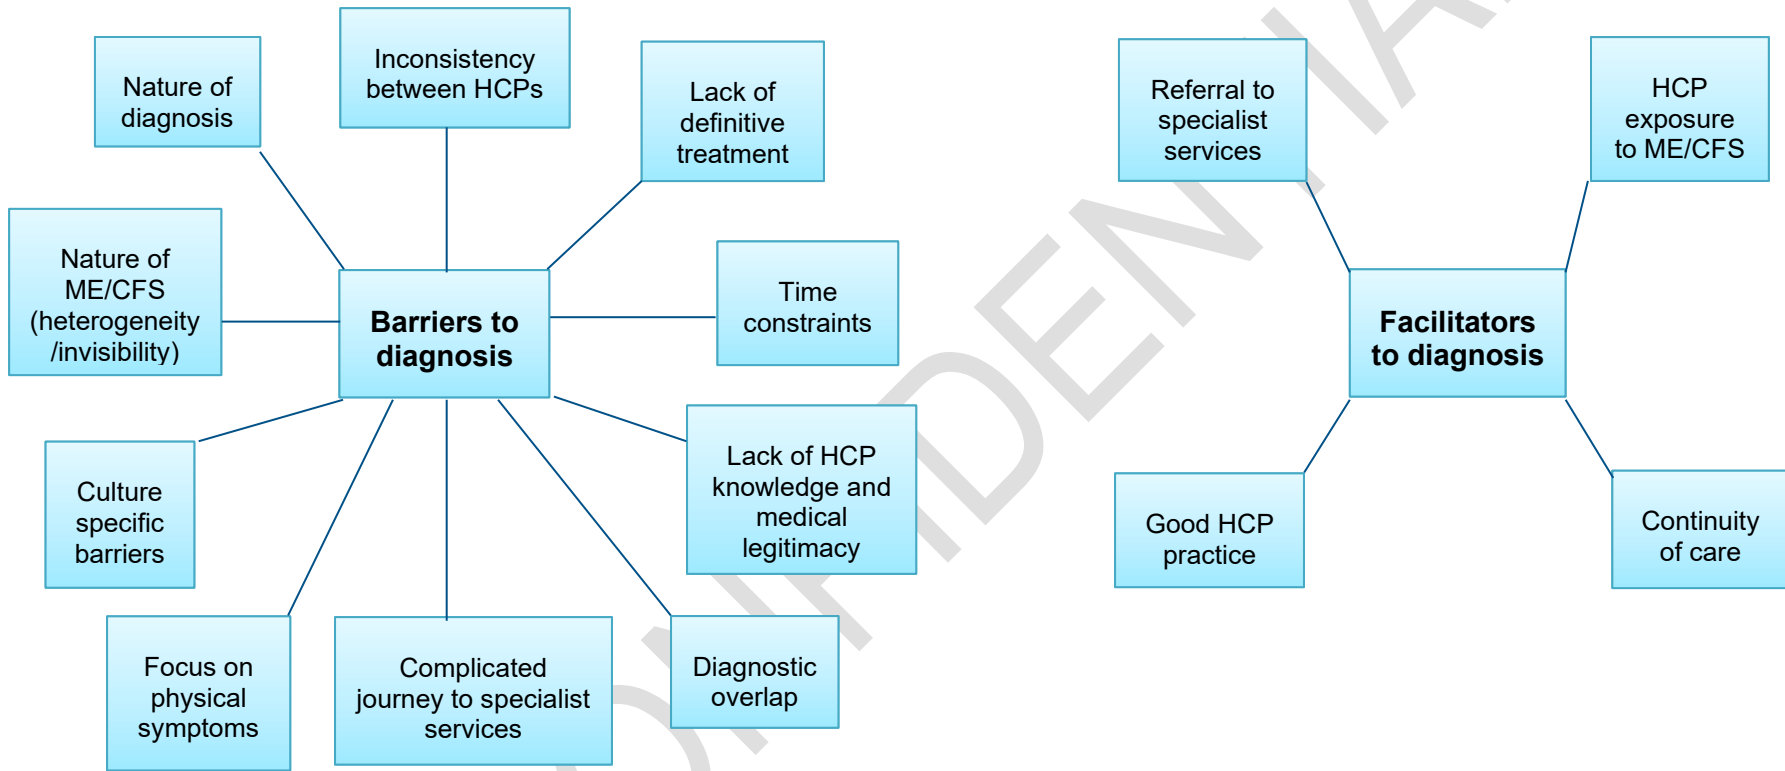 Nature of
diagnosis
Inconsistency
between HCPs
Lack of
definitive
treatment
Nature of
ME/CFS
(heterogeneity
/invisibility)
Barriers to
diagnosis
Time
constraints
Culture
specific
barriers
Lack of HCP
knowledge and
medical
legitimacy
Focus on
physical
symptoms
Complicated
journey to specialist
services
Diagnostic
overlap
Referral to
specialist
services
HCP
exposure
to ME/CFS
Facilitators
to diagnosis
Good HCP
practice
Continuity
of care